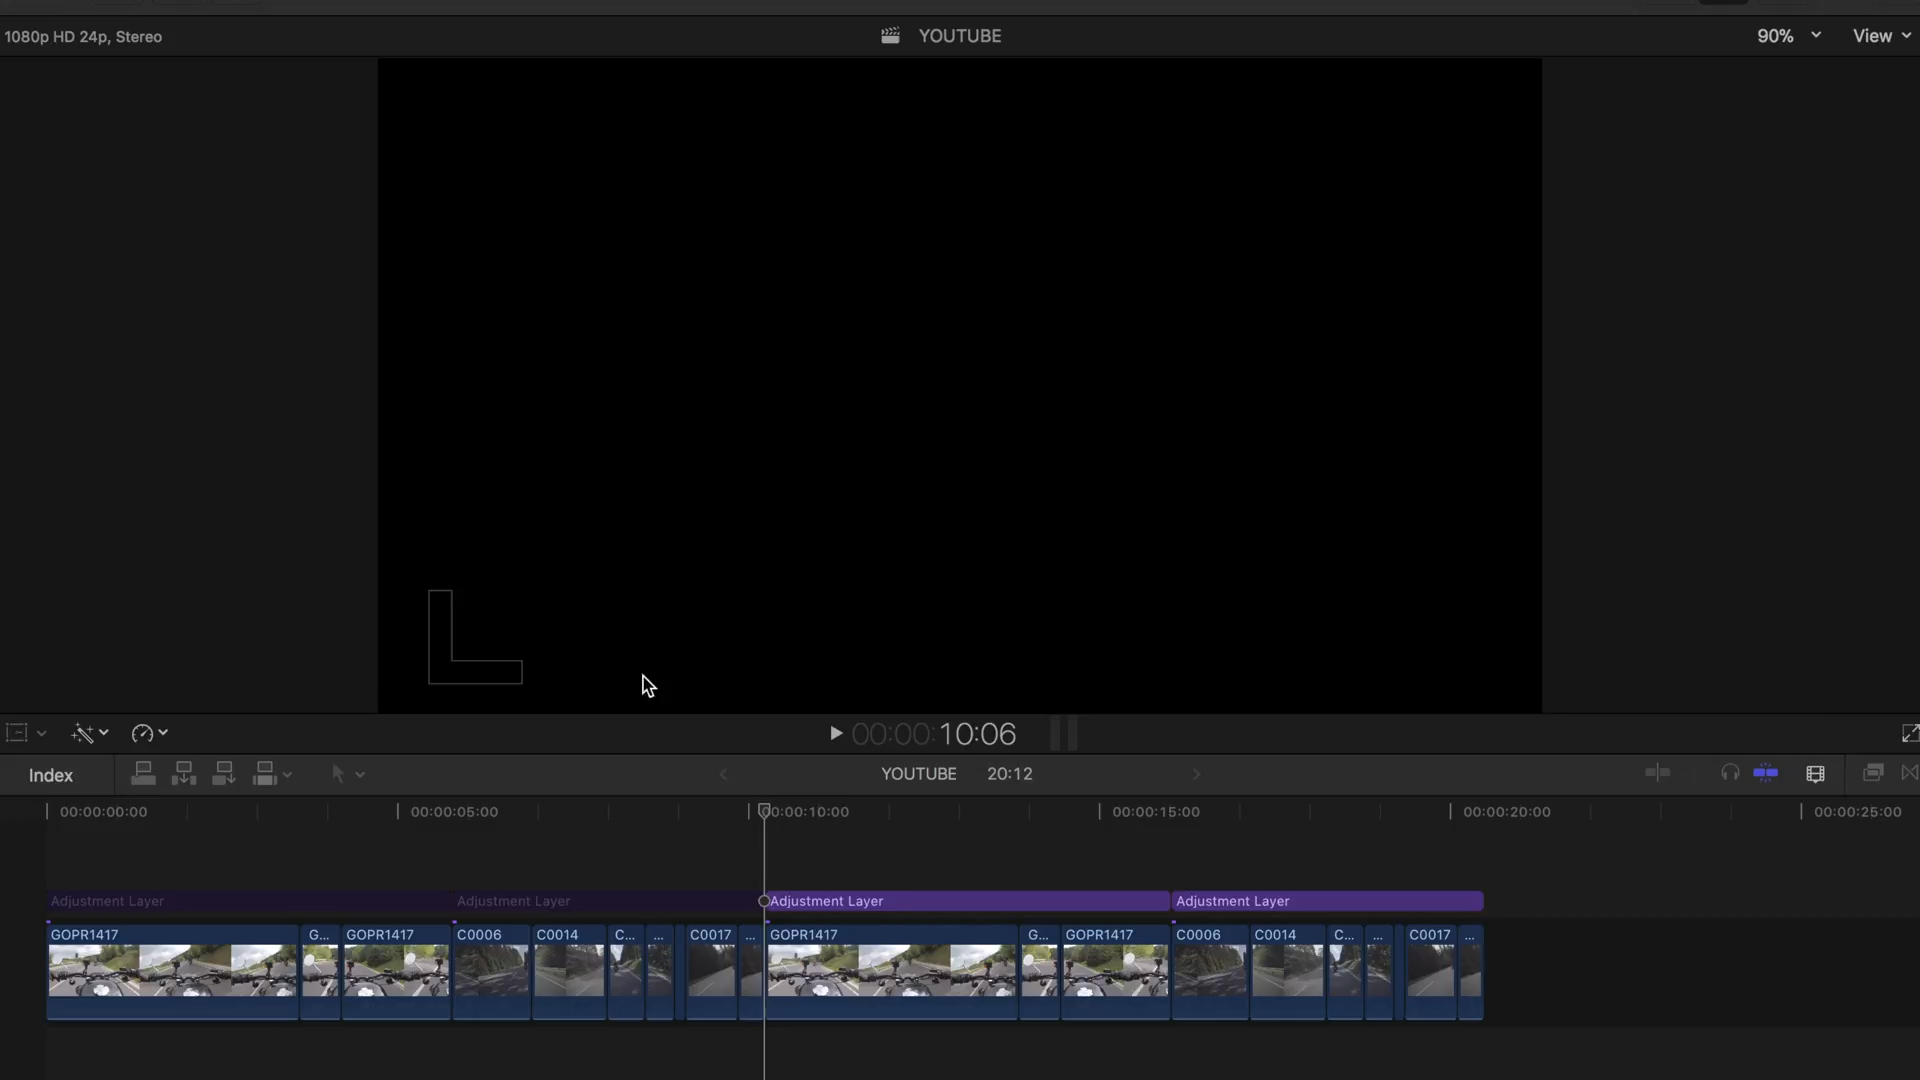 1080p HD 24p, Stereo
YOUTUBE
90%
View
00:00:10:06
Index
YOUTUBE 20:12
00:00:00:00 00:00:05:00 00:00:10:00 00:00:15:00 00:00:20:00 00:00:25:00
Adjustment Layer Adjustment Layer Adjustment Layer Adjustment Layer
GOPR1417 G... GOPR1417 C0006 C0014 C... ... C0017 ... GOPR1417 G... GOPR1417 C0006 C0014 C... ... C0017 ...